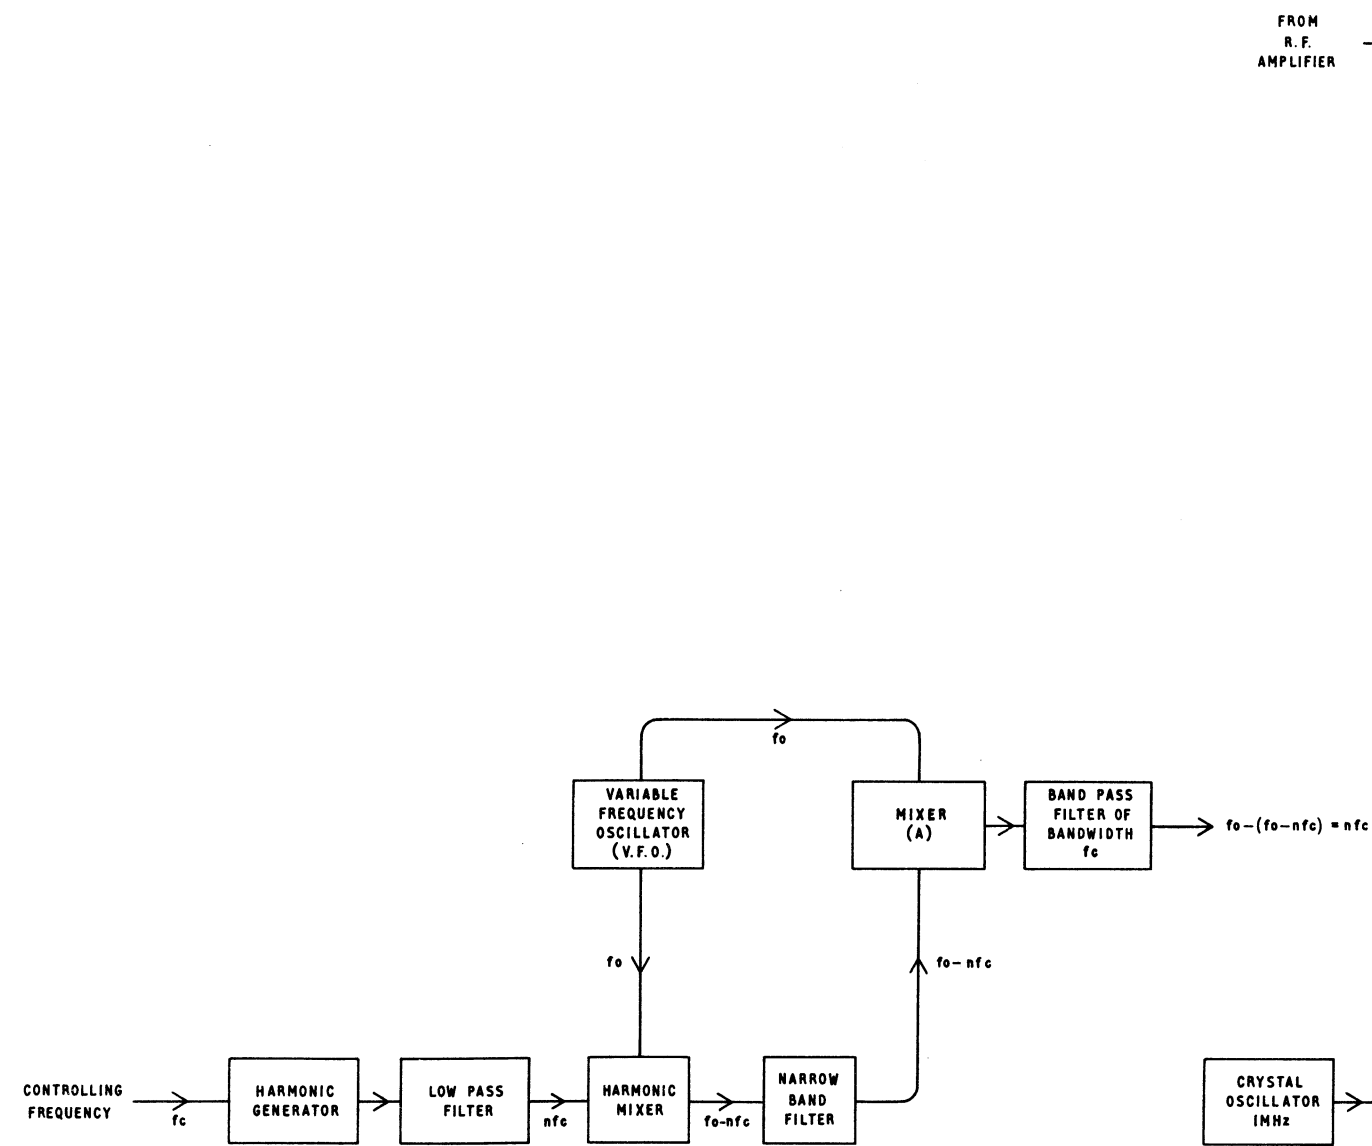 FROM
R.F.
AMPLIFIER
fo
VARIABLE
FREQUENCY
OSCILLATOR
(V.F.O.)
MIXER
(A)
BAND PASS
FILTER OF
BANDWIDTH
fc
fo-(fo-nfc) = nfc
fo
fo-nfc
CONTROLLING
FREQUENCY
fc
HARMONIC
GENERATOR
LOW PASS
FILTER
nfc
HARMONIC
MIXER
fo-nfc
NARROW
BAND
FILTER
CRYSTAL
OSCILLATOR
1MHz